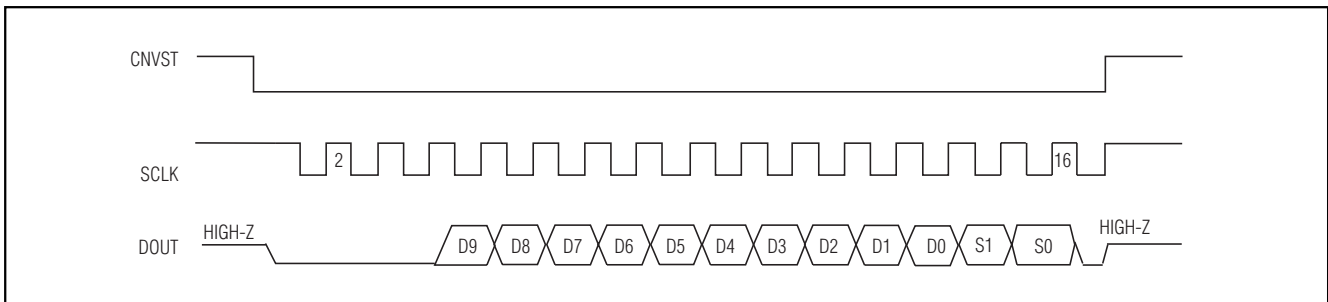 CNVST
SCLK
2
16
DOUT
HIGH-Z
D9
D8
D7
D6
D5
D4
D3
D2
D1
D0
S1
S0
HIGH-Z